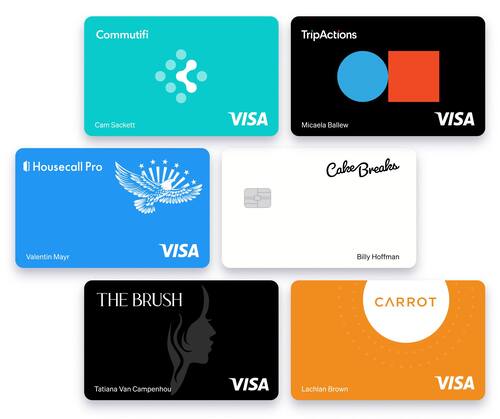 Commutifi
Cam Sackett
VISA
TripActions
Micaela Ballew
VISA
Housecall Pro
Valentin Mayr
VISA
Cake Breaks
Billy Hoffman
THE BRUSH
Tatiana Van Campenhou
VISA
CARROT
Lachlan Brown
VISA